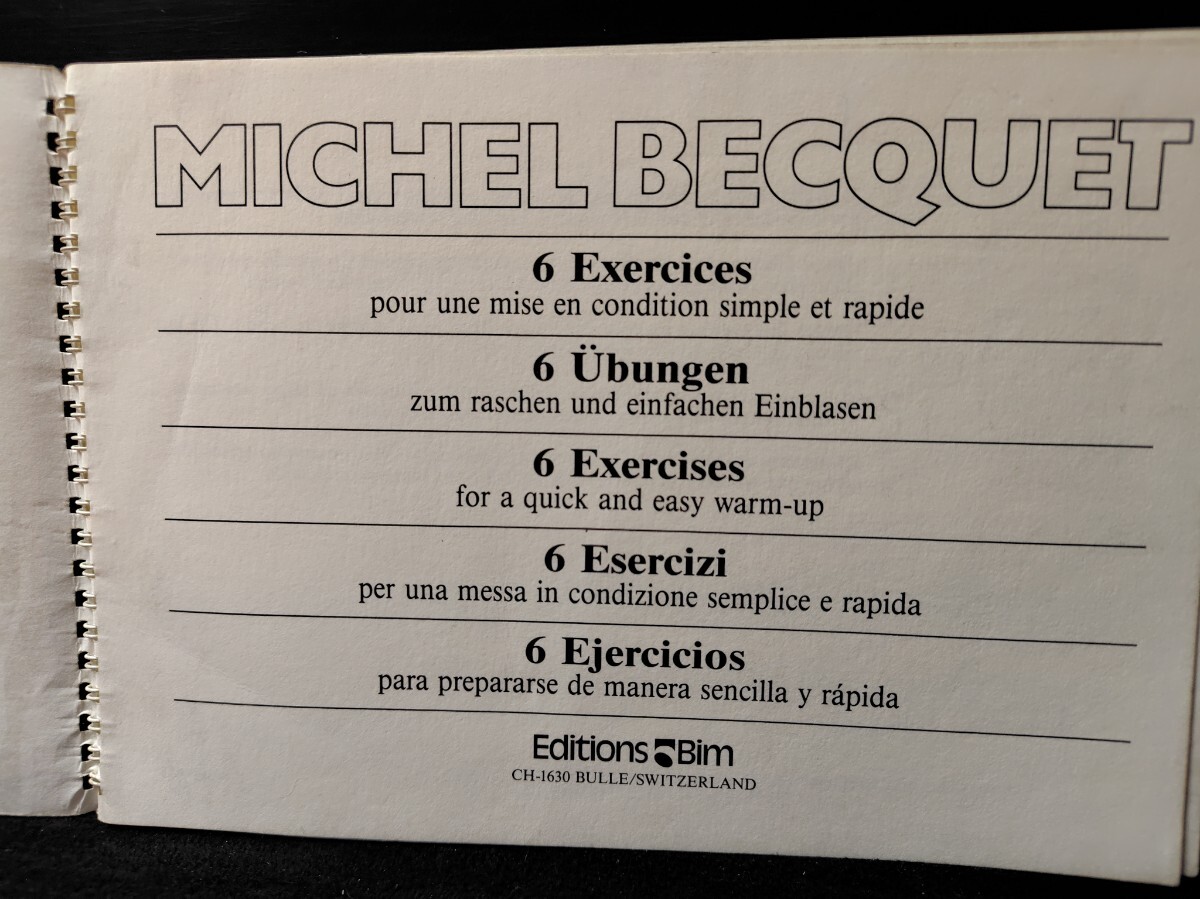 MICHEL BECQUET
6 Exercices
pour une mise en condition simple et rapide
6 Übungen
zum raschen und einfachen Einblasen
6 Exercises
for a quick and easy warm-up
6 Esercizi
per una messa in condizione semplice e rapida
6 Ejercicios
para prepararse de manera sencilla y rápida
Editions Bim
CH-1630 BULLE/SWITZERLAND